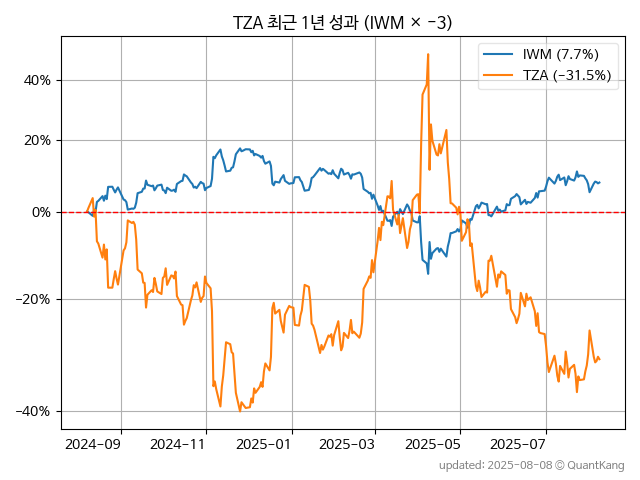 TZA 최근 1년 성과 (IWM × −3)
IWM (7.7%)
TZA (−31.5%)
40%
20%
0%
−20%
−40%
2024-09 2024-11 2025-01 2025-03 2025-05 2025-07
updated: 2025-08-08 © QuantKang